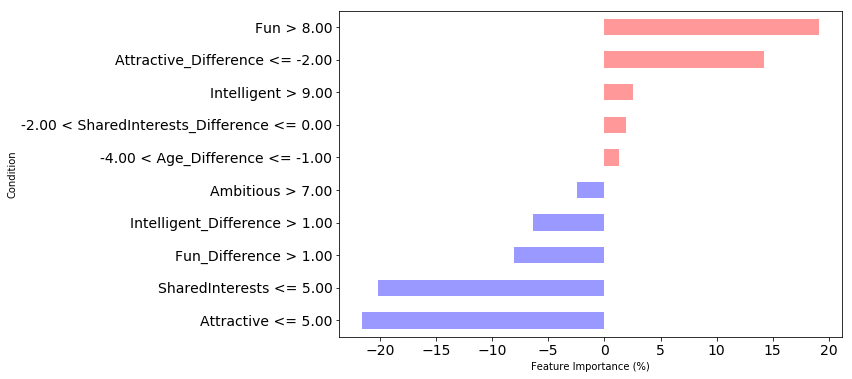 Fun > 8.00
Attractive_Difference <= -2.00
Intelligent > 9.00
-2.00 < SharedInterests_Difference <= 0.00
-4.00 < Age_Difference <= -1.00
Ambitious > 7.00
Intelligent_Difference > 1.00
Fun_Difference > 1.00
SharedInterests <= 5.00
Attractive <= 5.00
Condition
−20 −15 −10 −5 0 5 10 15 20
Feature Importance (%)